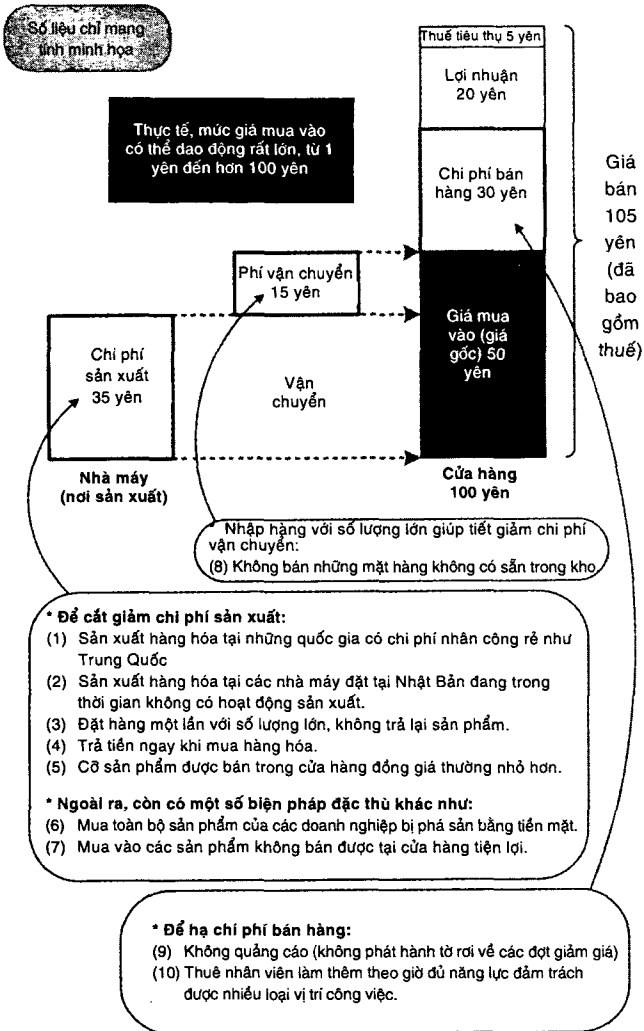 Số liệu chỉ mang
tính minh họa
Thực tế, mức giá mua vào
có thể dao động rất lớn, từ 1
yên đến hơn 100 yên
Thuế tiêu thụ 5 yên
Lợi nhuận
20 yên
Chi phí bán
hàng 30 yên
Giá
bán
105
yên
(đã
bao
gồm
thuế)
Phí vận chuyển
15 yên
Giá mua
vào (giá
gốc) 50
yên
Chi phí
sản xuất
35 yên
Vận
chuyển
Nhà máy
(nơi sản xuất)
Cửa hàng
100 yên
* Nhập hàng với số lượng lớn giúp tiết giảm chi phí
vận chuyển:
(8) Không bán những mặt hàng không có sẵn trong kho
* Để cắt giảm chi phí sản xuất:
(1) Sản xuất hàng hóa tại những quốc gia có chi phí nhân công rẻ như
Trung Quốc
(2) Sản xuất hàng hóa tại các nhà máy đặt tại Nhật Bản đang trong
thời gian không có hoạt động sản xuất.
(3) Đặt hàng một lần với số lượng lớn, không trả lại sản phẩm.
(4) Trả tiền ngay khi mua hàng hóa.
(5) Cỡ sản phẩm được bán trong cửa hàng đồng giá thường nhỏ hơn.
* Ngoài ra, còn có một số biện pháp đặc thù khác như:
(6) Mua toàn bộ sản phẩm của các doanh nghiệp bị phá sản bằng tiền mặt.
(7) Mua vào các sản phẩm không bán được tại cửa hàng tiện lợi.
* Để hạ chí phí bán hàng:
(9) Không quảng cáo (không phát hành tờ rơi về các đợt giảm giá)
(10) Thuê nhân viên làm thêm theo giờ đủ năng lực đảm trách
được nhiều loại vị trí công việc.